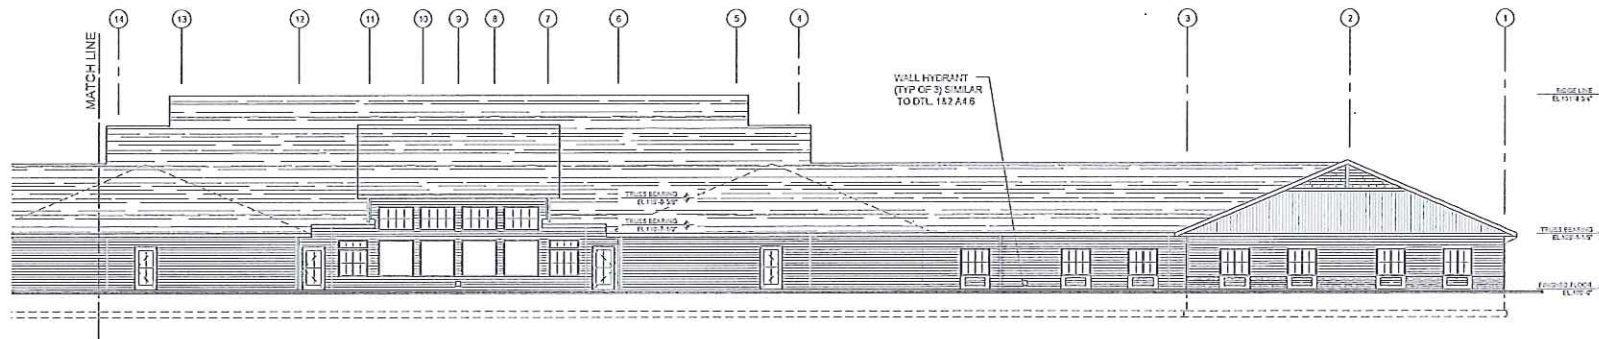 14 13 12 11 10 9 8 7 6 5 4 3 2 1
MATCH LINE
WALL HYDRANT
(TYP OF 3) SIMILAR
TO DTL. 1&2 A4.6
RIDGE LINE
TRUSS BEARING
TRUSS BEARING
TRUSS BEARING
FINISHED FLOOR